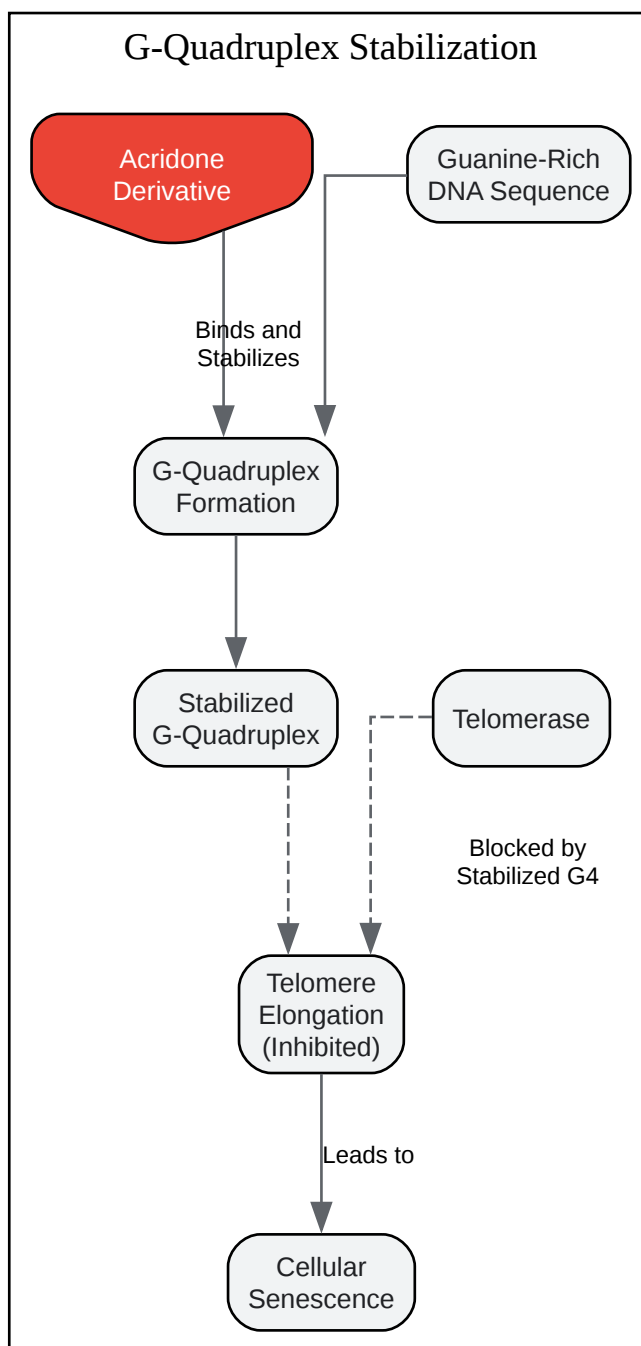 G-Quadruplex Stabilization
Acridone
Derivative
Guanine-Rich
DNA Sequence
Binds and
Stabilizes
G-Quadruplex
Formation
Stabilized
G-Quadruplex
Telomerase
Blocked by
Stabilized G4
Telomere
Elongation
(Inhibited)
Leads to
Cellular
Senescence